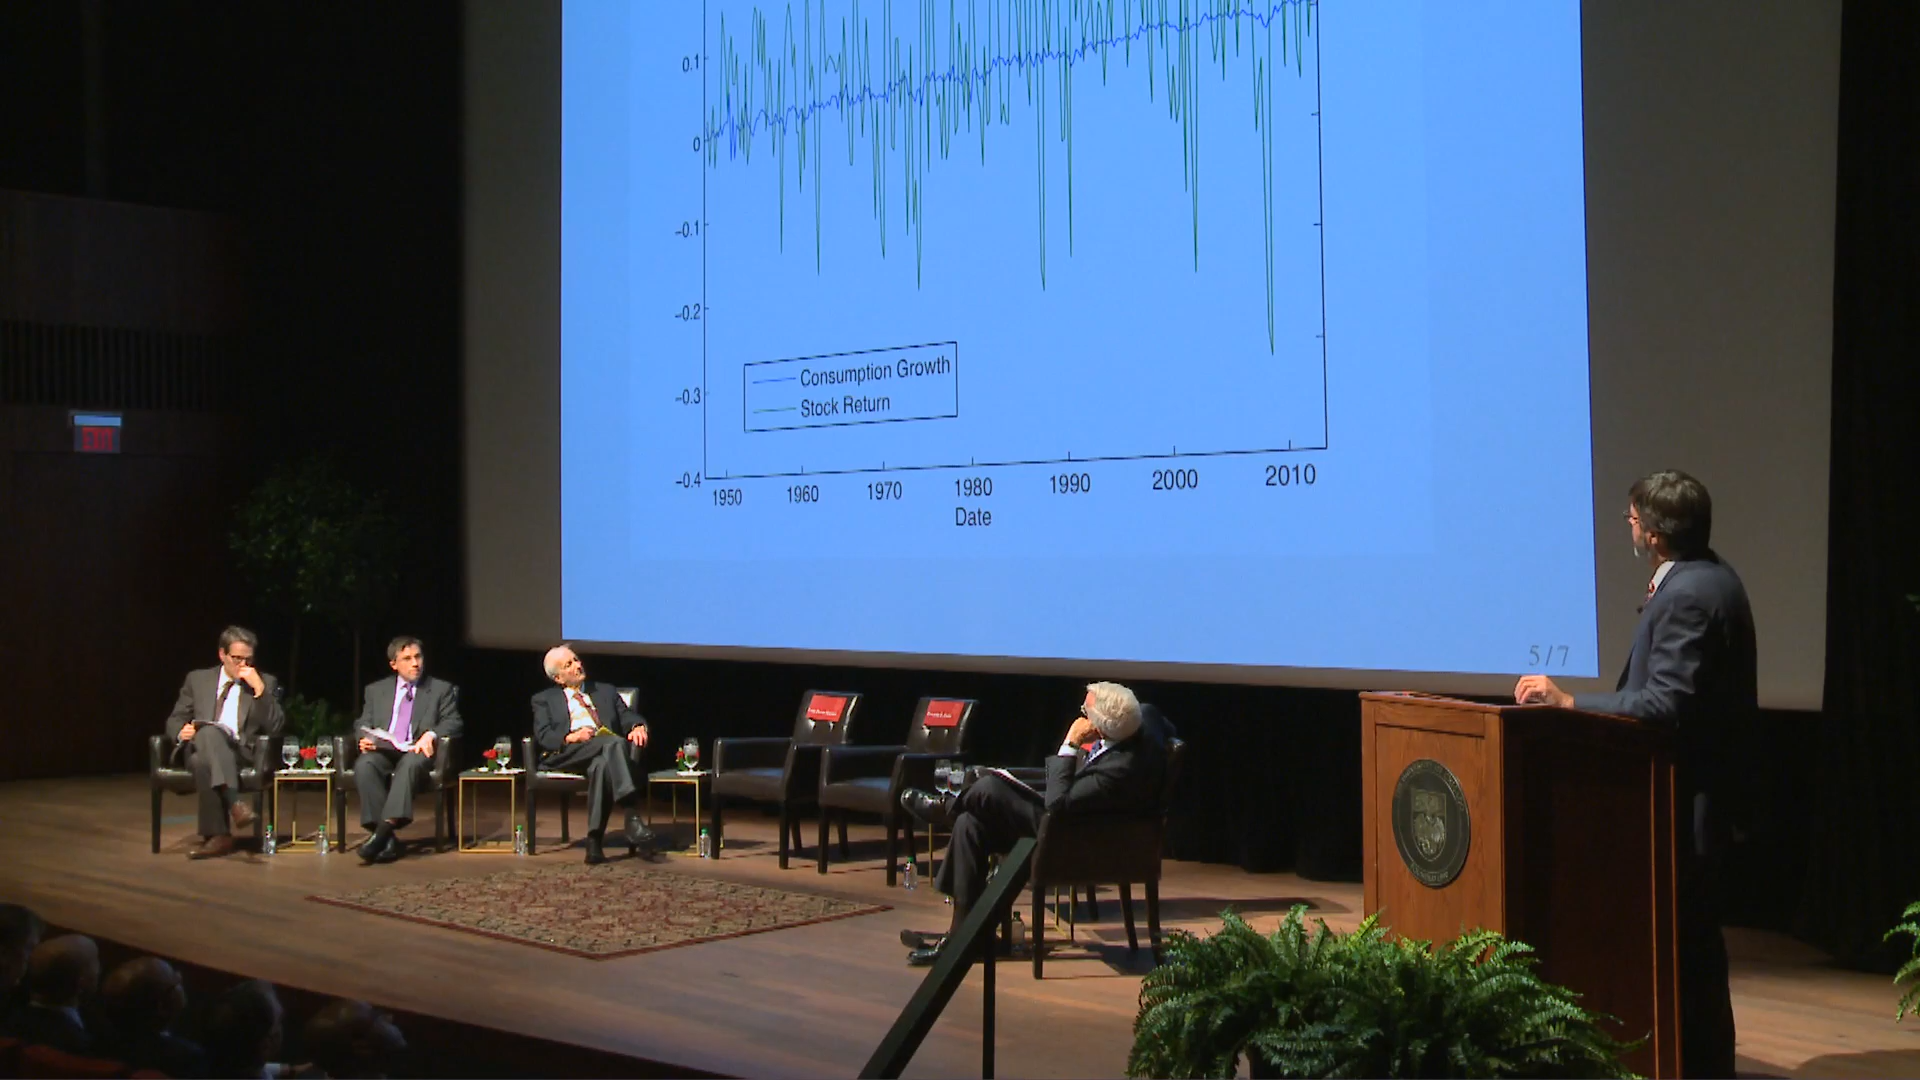 0.1
0
−0.1
−0.2
−0.3
−0.4
Consumption Growth
Stock Return
1950 1960 1970 1980 1990 2000 2010
Date
5/7
EXIT